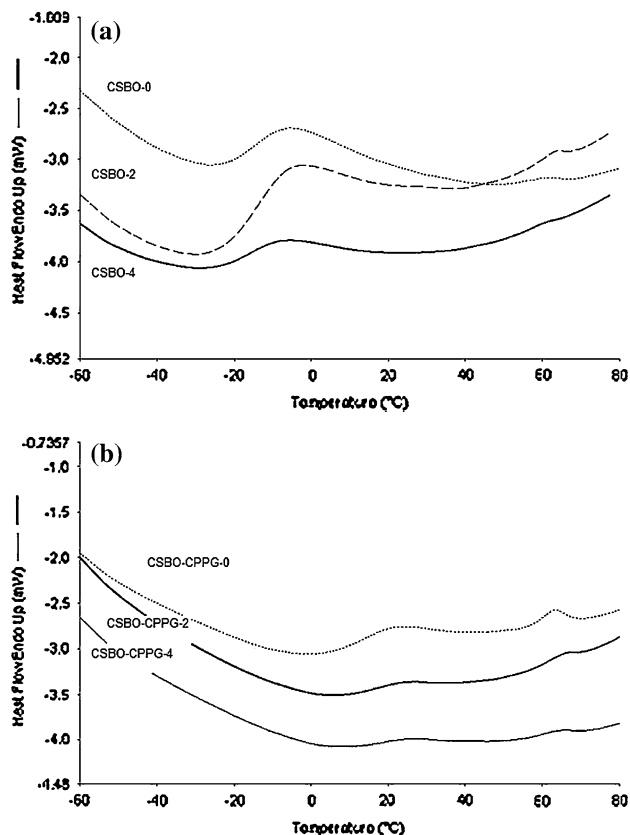 (a)
-1.809
-2.0
-2.5
-3.0
-3.5
-4.0
-4.5
-4.952
CSBO-0
CSBO-2
CSBO-4
Heat Flow Endo Up (mW)
-60 -40 -20 0 20 40 60 80
Temperature (°C)
(b)
-0.7357
-1.0
-2.0
-2.5
-3.0
-3.5
-4.0
-4.48
CSBO-CPPG-0
CSBO-CPPG-2
CSBO-CPPG-4
Heat Flow Endo Up (mW)
-60 -40 -20 0 20 40 60 80
Temperature (°C)